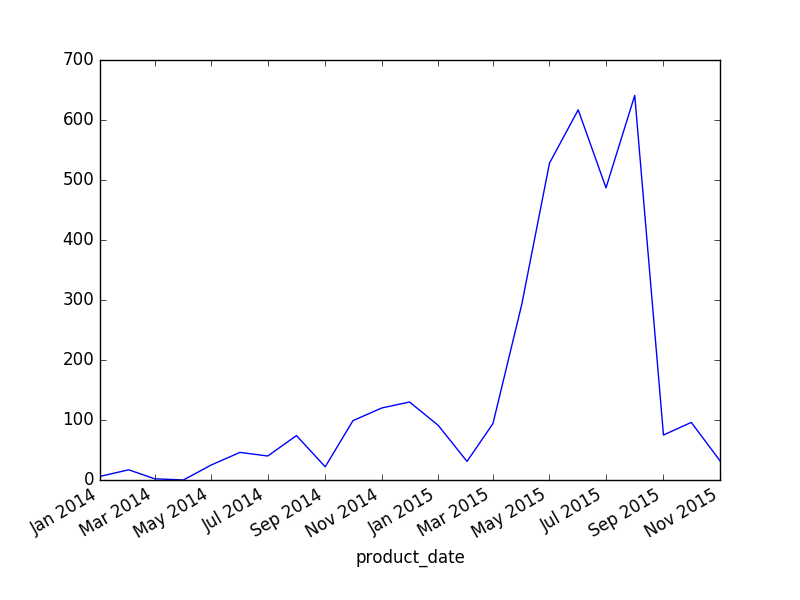 700
600
500
400
300
200
100
0
Jan 2014
Mar 2014
May 2014
Jul 2014
Sep 2014
Nov 2014
Jan 2015
Mar 2015
May 2015
Jul 2015
Sep 2015
Nov 2015
product_date